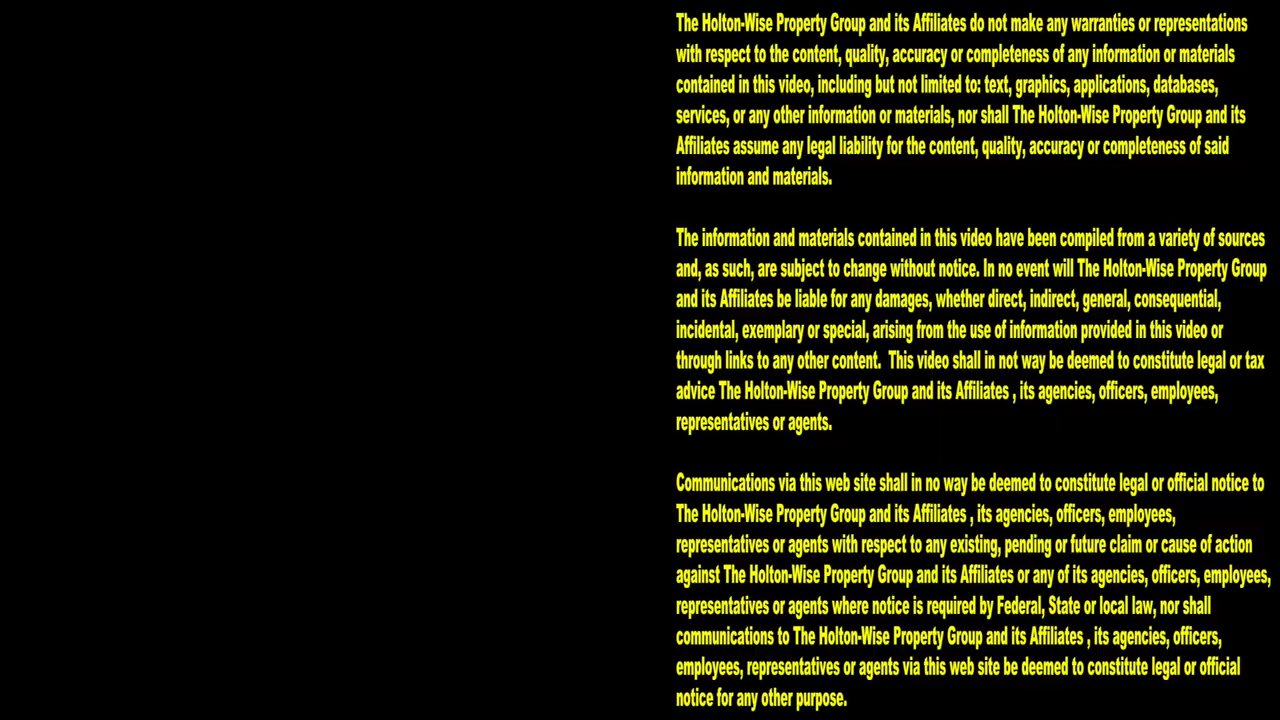 The Holton-Wise Property Group and its Affiliates do not make any warranties or representations
with respect to the content, quality, accuracy or completeness of any information or materials
contained in this video, including but not limited to: text, graphics, applications, databases,
services, or any other information or materials, nor shall The Holton-Wise Property Group and its
Affiliates assume any legal liability for the content, quality, accuracy or completeness of said
information and materials.
The information and materials contained in this video have been compiled from a variety of sources
and, as such, are subject to change without notice. In no event will The Holton-Wise Property Group
and its Affiliates be liable for any damages, whether direct, indirect, general, consequential,
incidental, exemplary or special, arising from the use of information provided in this video or
through links to any other content. This video shall in not way be deemed to constitute legal or tax
advice The Holton-Wise Property Group and its Affiliates , its agencies, officers, employees,
representatives or agents.
Communications via this web site shall in no way be deemed to constitute legal or official notice to
The Holton-Wise Property Group and its Affiliates , its agencies, officers, employees,
representatives or agents with respect to any existing, pending or future claim or cause of action
against The Holton-Wise Property Group and its Affiliates or any of its agencies, officers, employees,
representatives or agents where notice is required by Federal, State or local law, nor shall
communications to The Holton-Wise Property Group and its Affiliates , its agencies, officers,
employees, representatives or agents via this web site be deemed to constitute legal or official
notice for any other purpose.